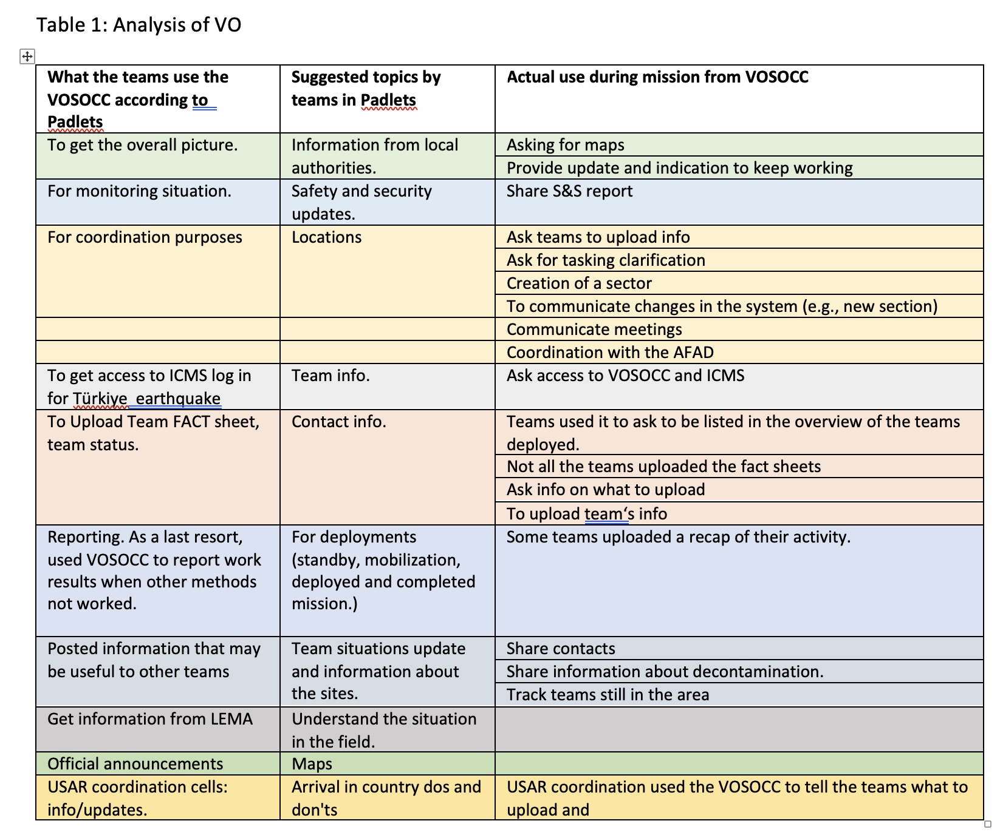 Table 1: Analysis of VO
What the teams use the
VOSOCC according to
Padlets
Suggested topics by
teams in Padlets
Actual use during mission from VOSOCC
To get the overall picture.
Information from local
authorities.
Asking for maps
Provide update and indication to keep working
For monitoring situation.
Safety and security
updates.
Share S&S report
For coordination purposes
Locations
Ask teams to upload info
Ask for tasking clarification
Creation of a sector
To communicate changes in the system (e.g., new section)
Communicate meetings
Coordination with the AFAD
To get access to ICMS log in
for Türkiye earthquake
Team info.
Ask access to VOSOCC and ICMS
To Upload Team FACT sheet,
team status.
Contact info.
Teams used it to ask to be listed in the overview of the teams
deployed.
Not all the teams uploaded the fact sheets
Ask info on what to upload
To upload team‘s info
Reporting. As a last resort,
used VOSOCC to report work
results when other methods
not worked.
For deployments
(standby, mobilization,
deployed and completed
mission.)
Some teams uploaded a recap of their activity.
Posted information that may
be useful to other teams
Team situations update
and information about
the sites.
Share contacts
Share information about decontamination.
Track teams still in the area
Get information from LEMA
Understand the situation
in the field.
Official announcements
Maps
USAR coordination cells:
info/updates.
Arrival in country dos and
don'ts
USAR coordination used the VOSOCC to tell the teams what to
upload and